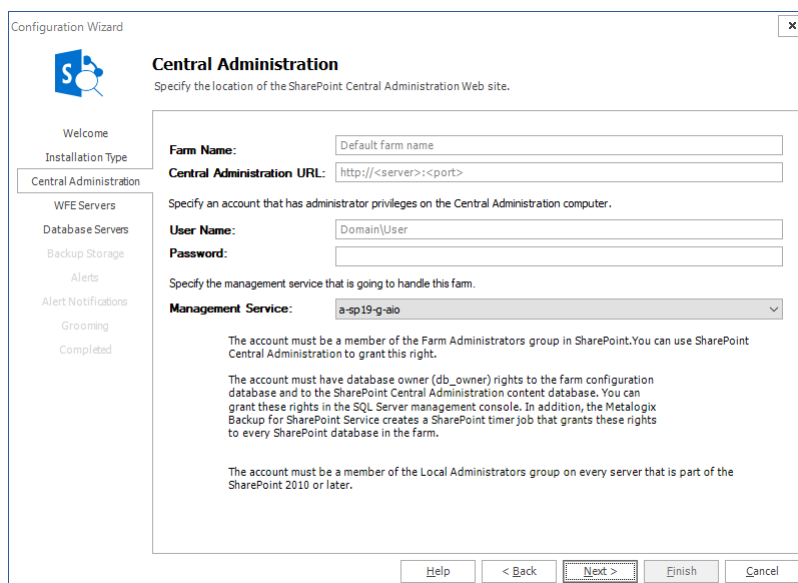 Configuration Wizard
Central Administration
Specify the location of the SharePoint Central Administration Web site.
Welcome
Installation Type
Central Administration
WFE Servers
Database Servers
Backup Storage
Alerts
Alert Notifications
Grooming
Completed
Farm Name: Default farm name
Central Administration URL: http://<server>:<port>
Specify an account that has administrator privileges on the Central Administration computer.
User Name: Domain\User
Password:
Specify the management service that is going to handle this farm.
Management Service: a-sp19-g-aio
The account must be a member of the Farm Administrators group in SharePoint.You can use SharePoint
Central Administration to grant this right.
The account must have database owner (db_owner) rights to the farm configuration
database and to the SharePoint Central Administration content database. You can
grant these rights in the SQL Server management console. In addition, the Metalogix
Backup for SharePoint Service creates a SharePoint timer job that grants these rights
to every SharePoint database in the farm.
The account must be a member of the Local Administrators group on every server that is part of the
SharePoint 2010 or later.
Help < Back Next > Finish Cancel